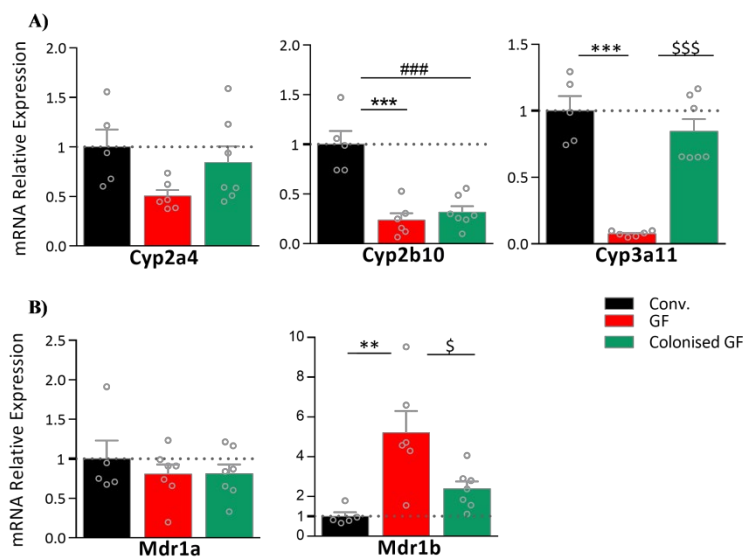 A)
mRNA Relative Expression
2.0
1.5
1
0.5
0.0
Cyp2a4
2.0
1.5
1
0.5
0.0
###
***
Cyp2b10
1.5
1
0.5
0.0
***
$$$
Cyp3a11
Conv.
GF
Colonised GF
B)
mRNA Relative Expression
2.5
2.0
1.5
1
0.5
0.0
Mdr1a
10
8
6
4
2
1
0
**
$
Mdr1b